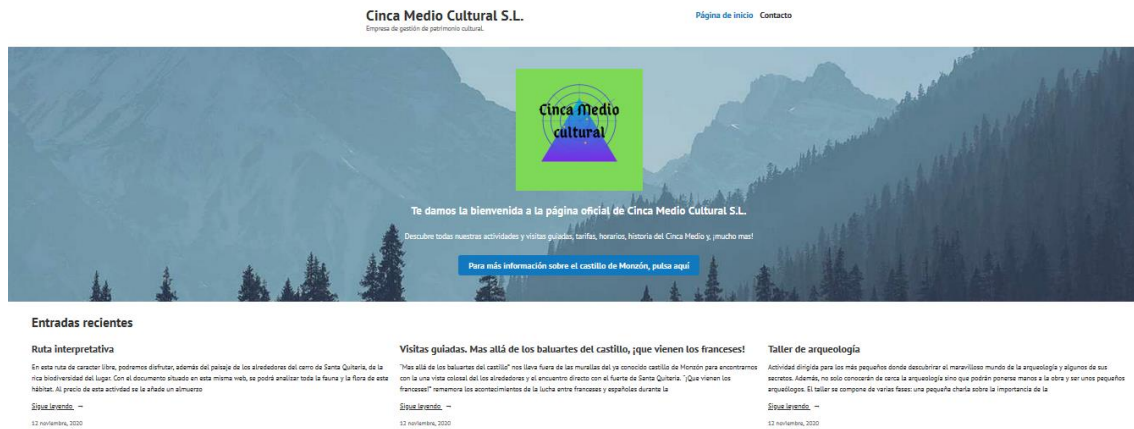 Cinca Medio Cultural S.L.
Empresa de gestión de patrimonio cultural.
Página de inicio Contacto
Cinca Medio
cultural
Te damos la bienvenida a la página oficial de Cinca Medio Cultural S.L.
Descubre todas nuestras actividades y visitas guiadas, tarifas, horarios, historia del Cinca Medio y, ¡mucho mas!
Para más información sobre el castillo de Monzón, pulsa aquí
Entradas recientes
Ruta interpretativa
En esta ruta de caracter libre, podremos disfrutar, además del paisaje de los alrededores del cerro de Santa Quiteria, de la
rica biodiversidad del lugar. Con el documento situado en esta misma web, se podrá analizar toda la fauna y la flora de este
hábitat. Al precio de esta actividad se le añade un almuerzo
Sigue leyendo →
12 noviembre, 2020
Visitas guiadas. Mas allá de los baluartes del castillo, ¡que vienen los franceses!
"Mas allá de los baluartes del castillo" nos lleva fuera de las murallas del ya conocido castillo de Monzón para encontrarnos
con la una vista colosal del los alrededores y el encuentro directo con el fuerte de Santa Quiteria. "¡Que vienen los
franceses!" rememora los acontecimientos de la lucha entre franceses y españoles durante la
Sigue leyendo →
12 noviembre, 2020
Taller de arqueología
Actividad dirigida para los más pequeños donde descubrirar el meravilloso mundo de la arqueología y algunos de sus
secretos. Además, no solo conocerán de cerca la arqueología sino que podrán ponerse manos a la obra y ser unos pequeños
arqueólogos. El taller se compone de varias fases: una pequeña charla sobre la importancia de la
Sigue leyendo →
12 noviembre, 2020